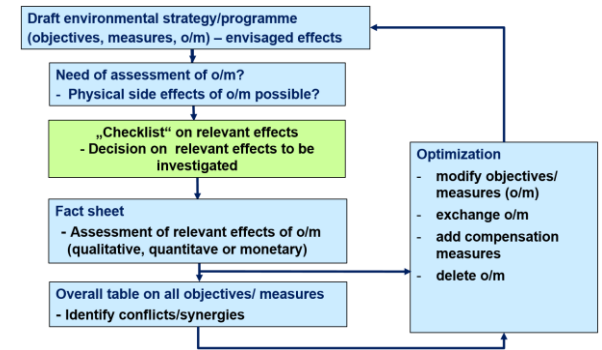 Draft environmental strategy/programme
(objectives, measures, o/m) – envisaged effects
Need of assessment of o/m?
- Physical side effects of o/m possible?
„Checklist“ on relevant effects
- Decision on relevant effects to be
investigated
Fact sheet
- Assessment of relevant effects of o/m
(qualitative, quantitave or monetary)
Overall table on all objectives/ measures
- Identify conflicts/synergies
Optimization
- modify objectives/
measures (o/m)
- exchange o/m
- add compensation
measures
- delete o/m